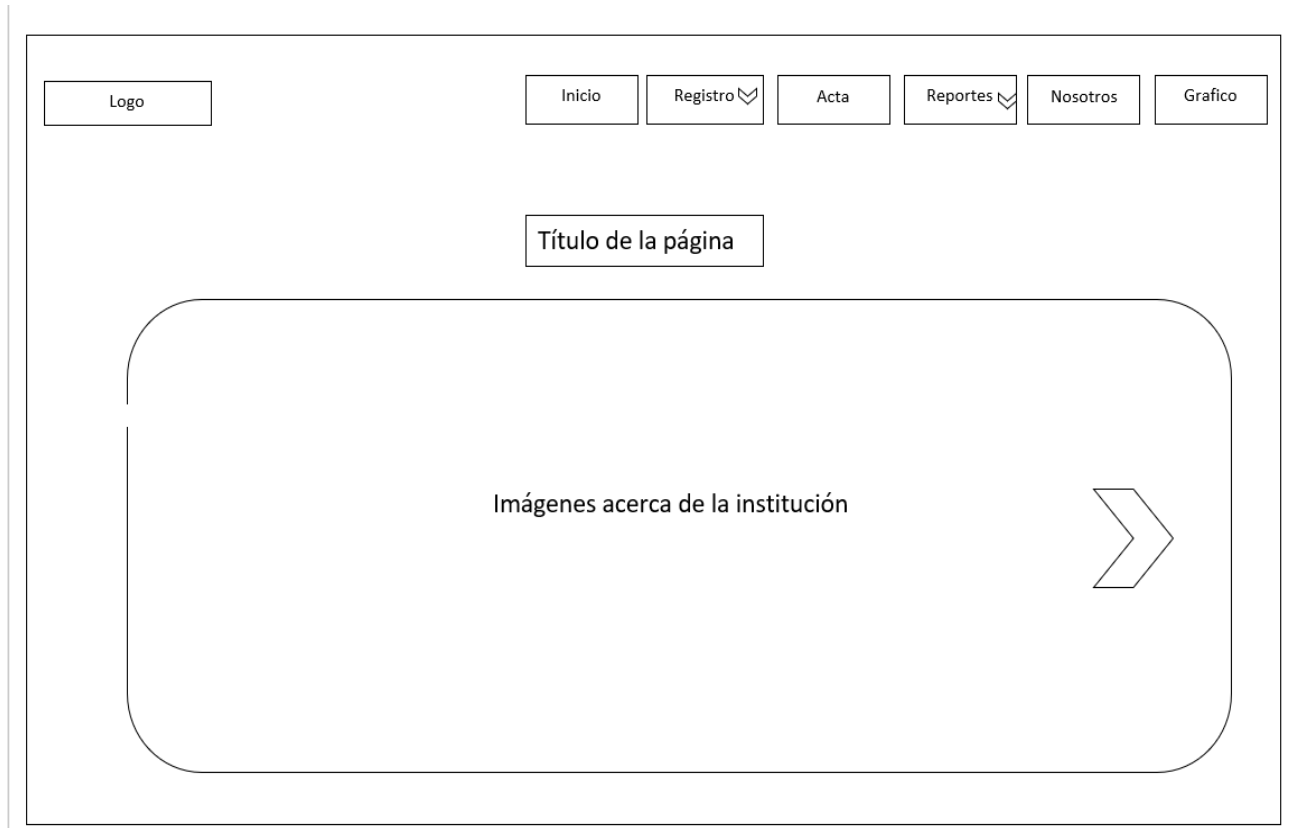 Logo
Inicio
Registro
Acta
Reportes
Nosotros
Grafico
Título de la página
Imágenes acerca de la institución